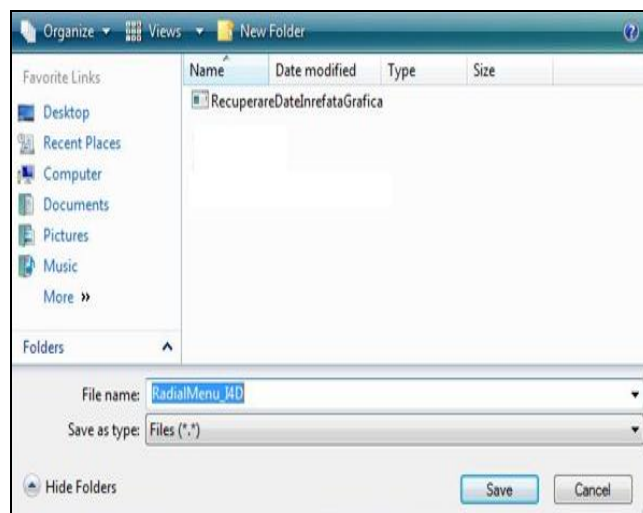 Organize Views New Folder
Favorite Links
Name Date modified Type Size
RecuperareDateInrefataGrafica
Desktop
Recent Places
Computer
Documents
Pictures
Music
More »
Folders
File name: RadialMenu_I4D
Save as type: Files (*.*)
Hide Folders Save Cancel